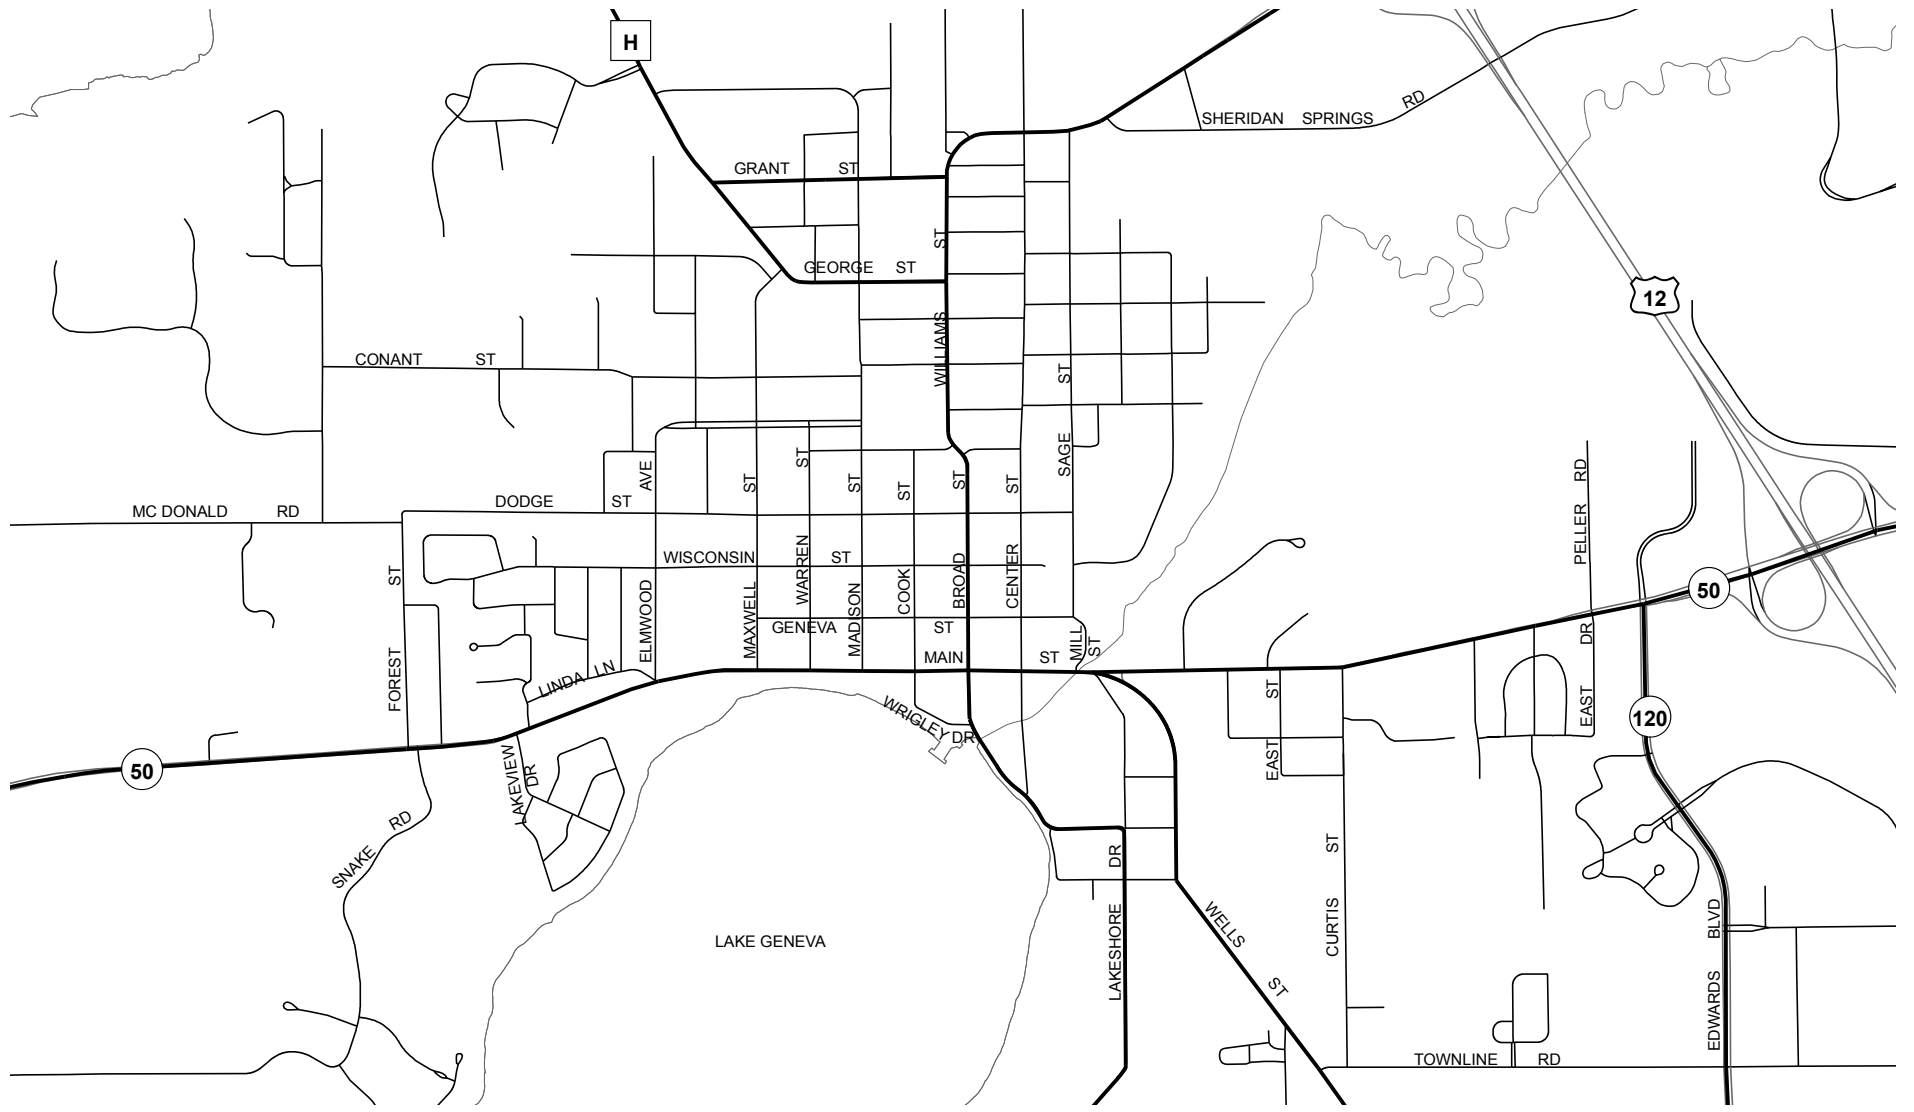 H
SHERIDAN SPRINGS RD
GRANT ST
WILLIAMS ST
GEORGE ST
12
CONANT ST
SAGE ST
MC DONALD RD
DODGE ST
ELMWOOD AVE
MAXWELL ST
WARREN ST
MADISON ST
COOK ST
BROAD ST
CENTER ST
PELLER RD
WISCONSIN ST
FOREST ST
50
GENEVA ST
MAIN ST
MILL ST
LINDA LN
EAST DR
EAST ST
WRIGLEY DR
120
50
LAKEVIEW DR
SNAKE RD
LAKE GENEVA
LAKESHORE DR
WELLS ST
CURTIS ST
EDWARDS BLVD
TOWNLINE RD